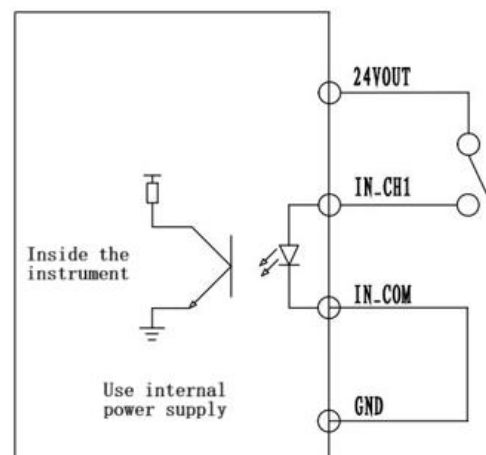 24VOUT
IN_CH1
Inside the
instrument
IN_COM
Use internal
power supply
GND